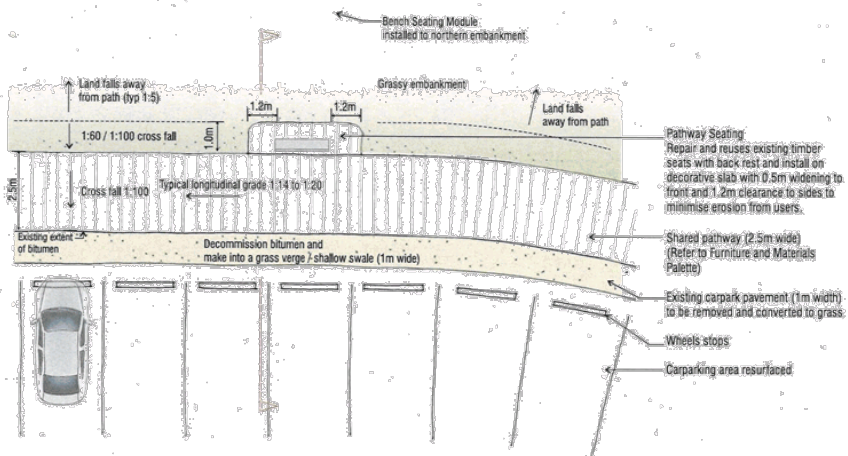 Bench Seating Module
installed to northern embankment
Land falls away
from path (typ 1:5)
Grassy embankment
1.2m
1.2m
Land falls
away from path
1:60 / 1:100 cross fall
1.0m
Pathway Seating
Repair and reuses existing timber
seats with back rest and install on
decorative slab with 0.5m widening to
front and 1.2m clearance to sides to
minimise erosion from users.
2.5m
Cross fall 1:100
Typical longitudinal grade 1:14 to 1:20
Existing extent
of bitumen
Decommission bitumen and
make into a grass verge / shallow swale (1m wide)
Shared pathway (2.5m wide)
(Refer to Furniture and Materials
Palette)
Existing carpark pavement (1m width)
to be removed and converted to grass
Wheels stops
Carparking area resurfaced